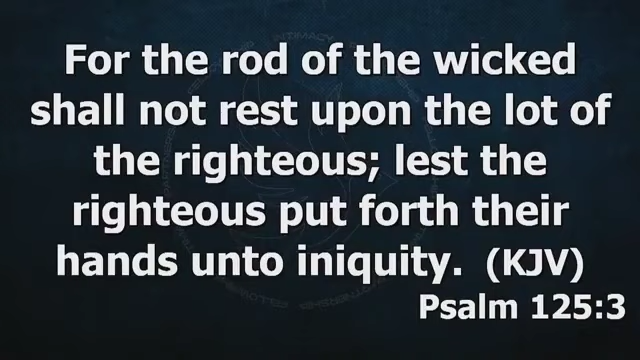 For the rod of the wicked
shall not rest upon the lot of
the righteous; lest the
righteous put forth their
hands unto iniquity. (KJV)
Psalm 125:3
INTIMACY